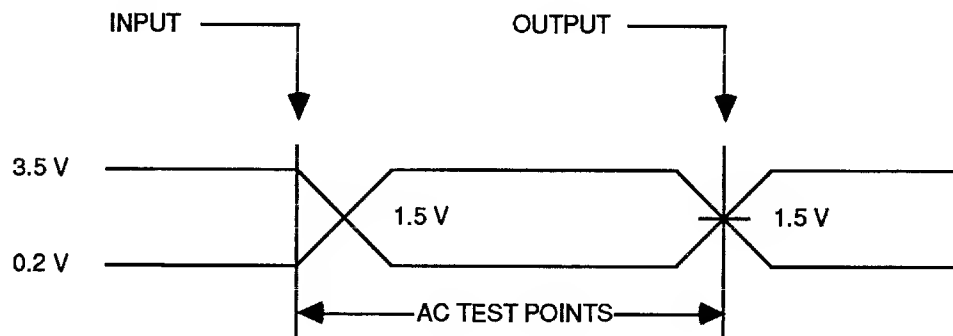 INPUT
OUTPUT
3.5 V
1.5 V
1.5 V
0.2 V
AC TEST POINTS